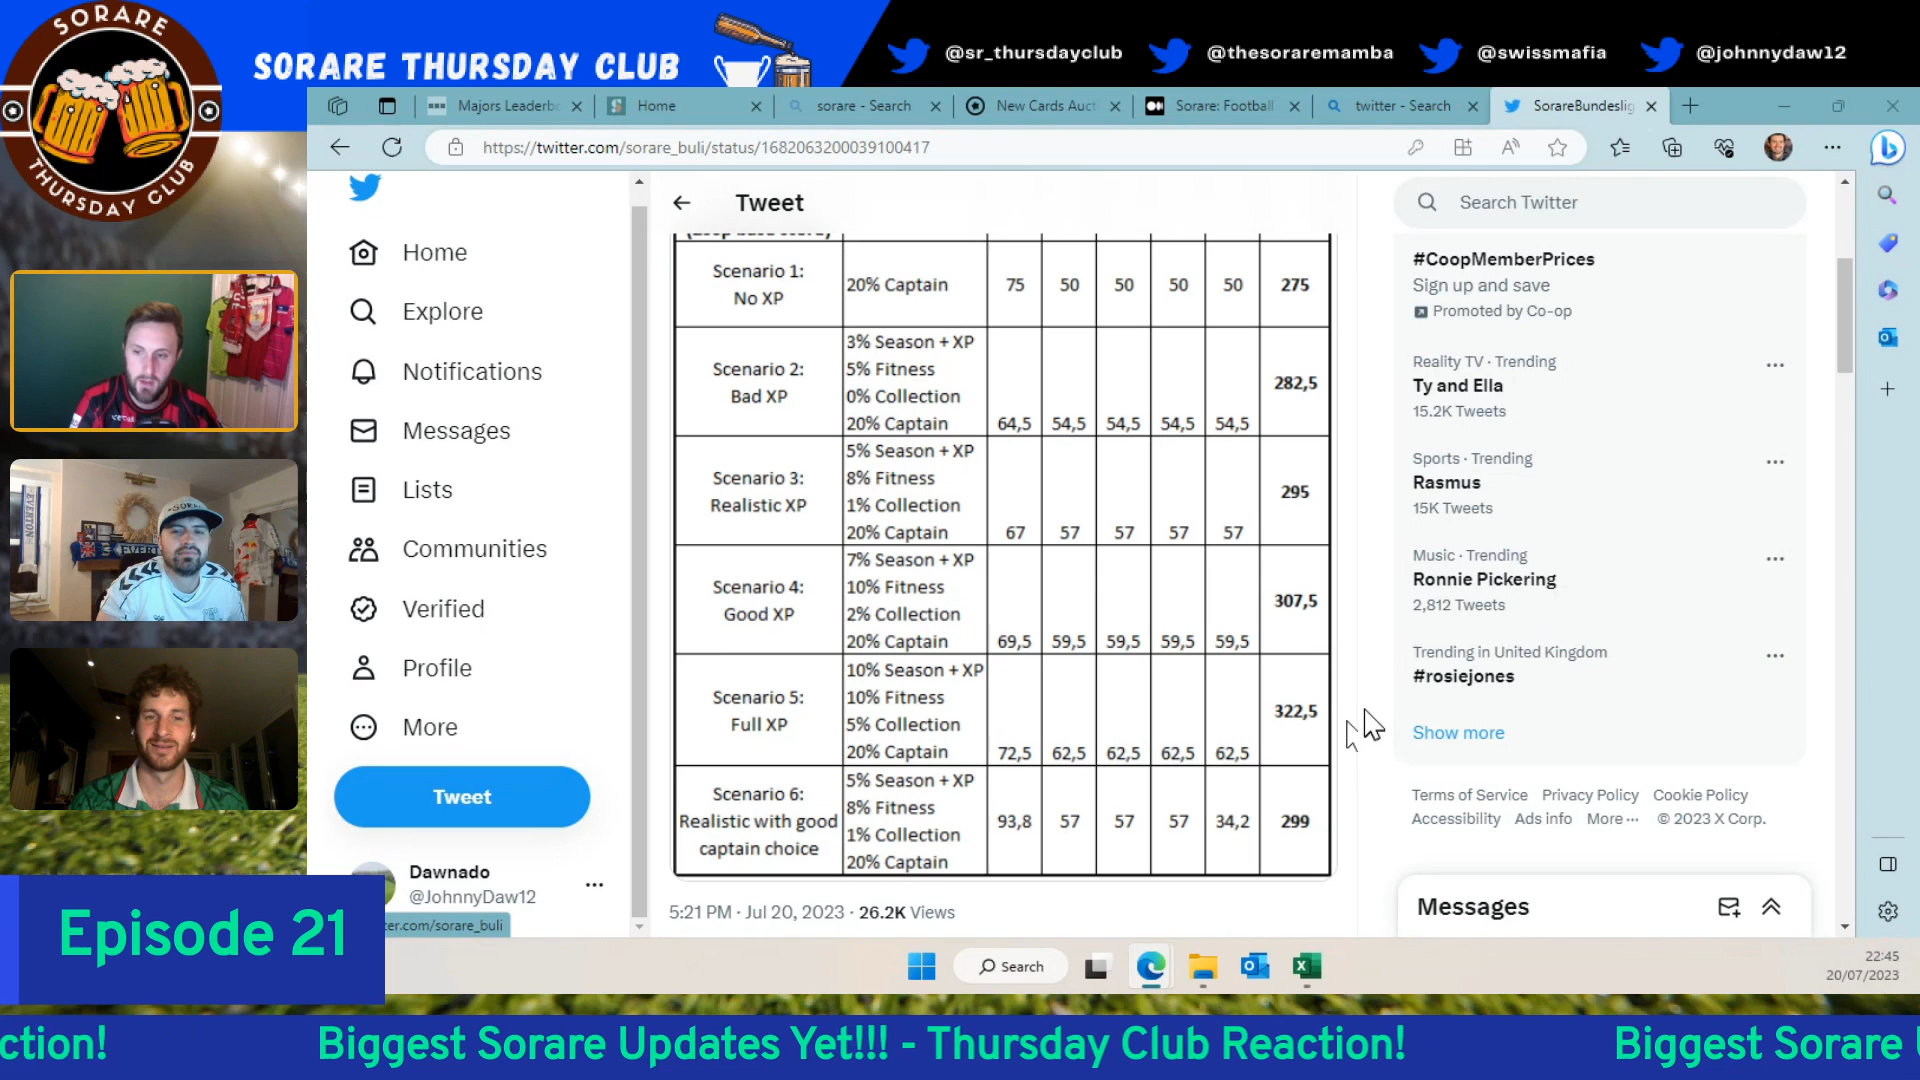 SORARE
THURSDAY CLUB
SORARE THURSDAY CLUB
@sr_thursdayclub
@thesoraremamba
@swissmafia
@johnnydaw12
Majors Leaderbo
Home
sorare - Search
New Cards Auct
Sorare: Football
twitter - Search
SorareBundeslig
https://twitter.com/sorare_buli/status/1682063200039100417
Home
Explore
Notifications
Messages
Lists
Communities
Verified
Profile
More
Tweet
Dawnado
@JohnnyDaw12
ter.com/sorare_buli
Tweet
Scenario 1:
No XP
20% Captain
75 50 50 50 50 275
Scenario 2:
Bad XP
3% Season + XP
5% Fitness
0% Collection
20% Captain
64,5 54,5 54,5 54,5 54,5 282,5
Scenario 3:
Realistic XP
5% Season + XP
8% Fitness
1% Collection
20% Captain
67 57 57 57 57 295
Scenario 4:
Good XP
7% Season + XP
10% Fitness
2% Collection
20% Captain
69,5 59,5 59,5 59,5 59,5 307,5
Scenario 5:
Full XP
10% Season + XP
10% Fitness
5% Collection
20% Captain
72,5 62,5 62,5 62,5 62,5 322,5
Scenario 6:
Realistic with good
captain choice
5% Season + XP
8% Fitness
1% Collection
20% Captain
93,8 57 57 57 34,2 299
5:21 PM · Jul 20, 2023 · 26.2K Views
Search Twitter
#CoopMemberPrices
Sign up and save
Promoted by Co-op
Reality TV · Trending
Ty and Ella
15.2K Tweets
Sports · Trending
Rasmus
15K Tweets
Music · Trending
Ronnie Pickering
2,812 Tweets
Trending in United Kingdom
#rosiejones
Show more
Terms of Service Privacy Policy Cookie Policy
Accessibility Ads info More ··· © 2023 X Corp.
Messages
EVERTON
Search
22:45
20/07/2023
Episode 21
ction! Biggest Sorare Updates Yet!!! - Thursday Club Reaction! Biggest Sorare